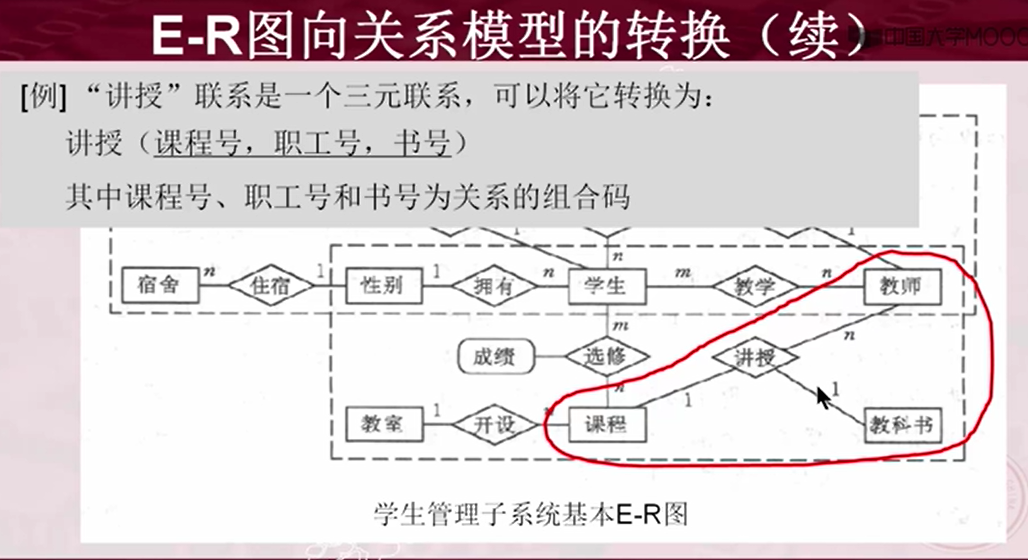 E-R图向关系模型的转换（续）
中国大学MOOC
[例] “讲授”联系是一个三元联系，可以将它转换为：
讲授（课程号，职工号，书号）
其中课程号、职工号和书号为关系的组合码
1
1
n
宿舍 n 住宿 1 性别 1 拥有 n 学生 m 教学 n 教师
m
n
成绩 选修 讲授
n 1 1
教室 1 开设 n 课程 教科书
学生管理子系统基本E-R图